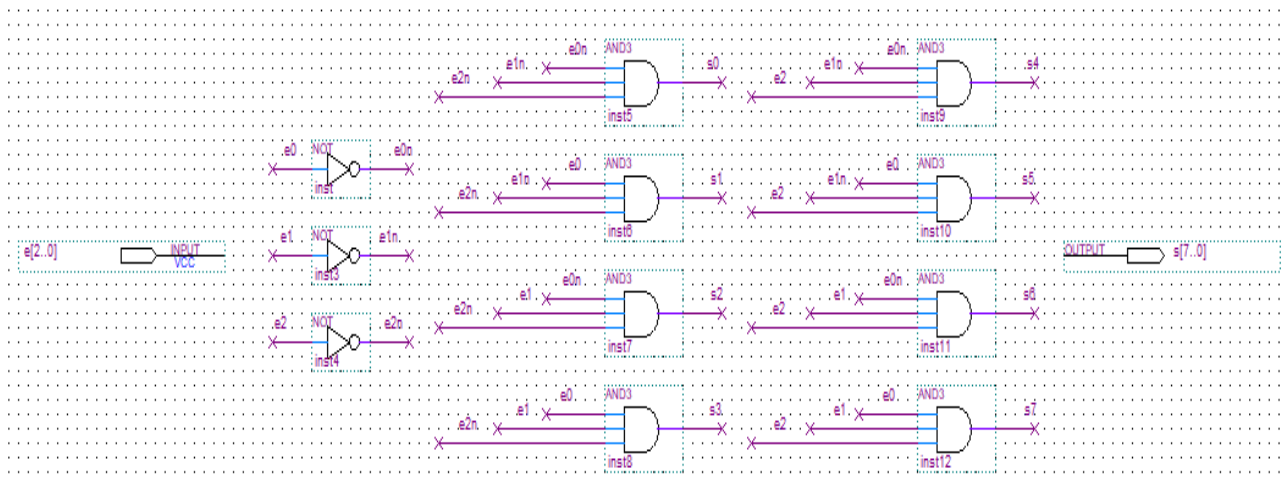 e[2..0]
INPUT
VCC
e0
NOT
e0n
inst
e1
NOT
e1n
inst3
e2
NOT
e2n
inst4
e0n
e1n
e2n
AND3
inst5
s0
e0
e1n
e2n
AND3
inst6
s1
e0n
e1
e2n
AND3
inst7
s2
e0
e1
e2n
AND3
inst8
s3
e0n
e1n
e2
AND3
inst9
s4
e0
e1n
e2
AND3
inst10
s5
e0n
e1
e2
AND3
inst11
s6
e0
e1
e2
AND3
inst12
s7
OUTPUT
s[7..0]